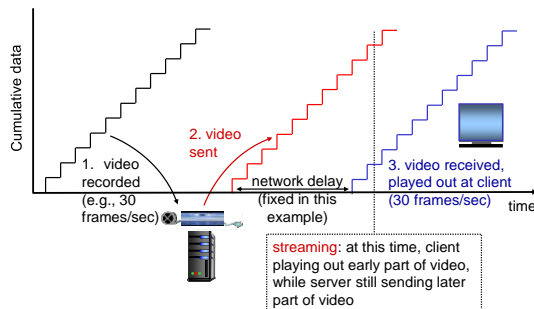 Cumulative data
1. video
recorded
(e.g., 30
frames/sec)
2. video
sent
network delay
(fixed in this
example)
3. video received,
played out at client
(30 frames/sec)
time
streaming: at this time, client
playing out early part of video,
while server still sending later
part of video